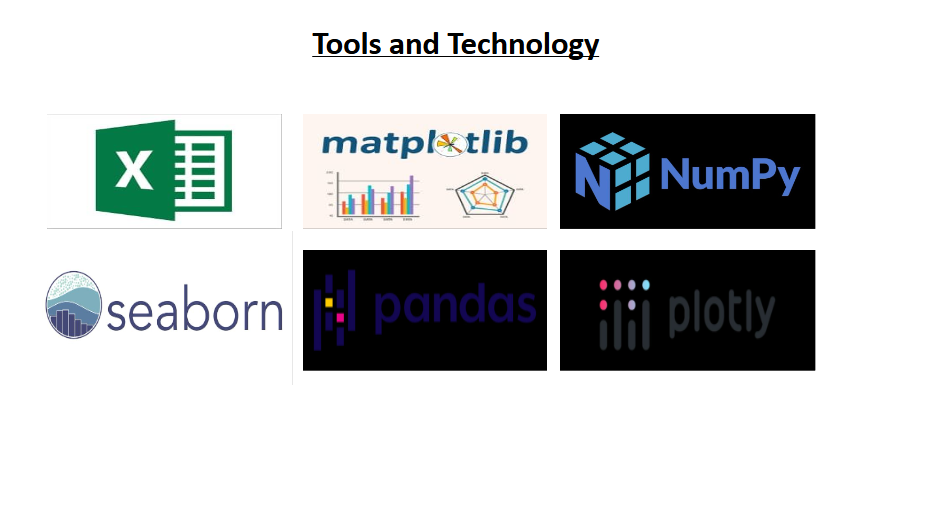 Tools and Technology
X
matplotlib
NumPy
seaborn
pandas
plotly